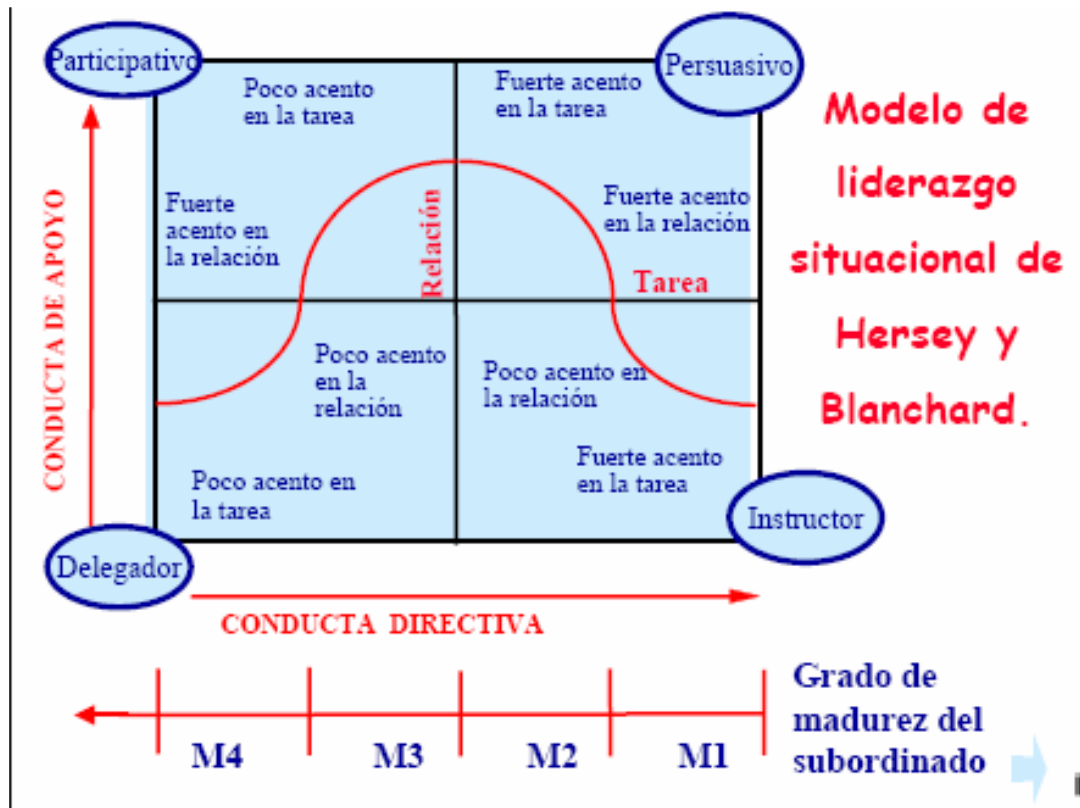 Participativo
Persuasivo
Poco acento
en la tarea
Fuerte acento
en la tarea
Modelo de
liderazgo
situacional de
Hersey y
Blanchard.
CONDUCTA DE APOYO
Fuerte
acento en
la relación
Relación
Fuerte acento
en la relación
Tarea
Poco acento
en la
relación
Poco acento en
la relación
Poco acento en
la tarea
Fuerte acento
en la tarea
Delegador
Instructor
CONDUCTA DIRECTIVA
M4
M3
M2
M1
Grado de
madurez del
subordinado